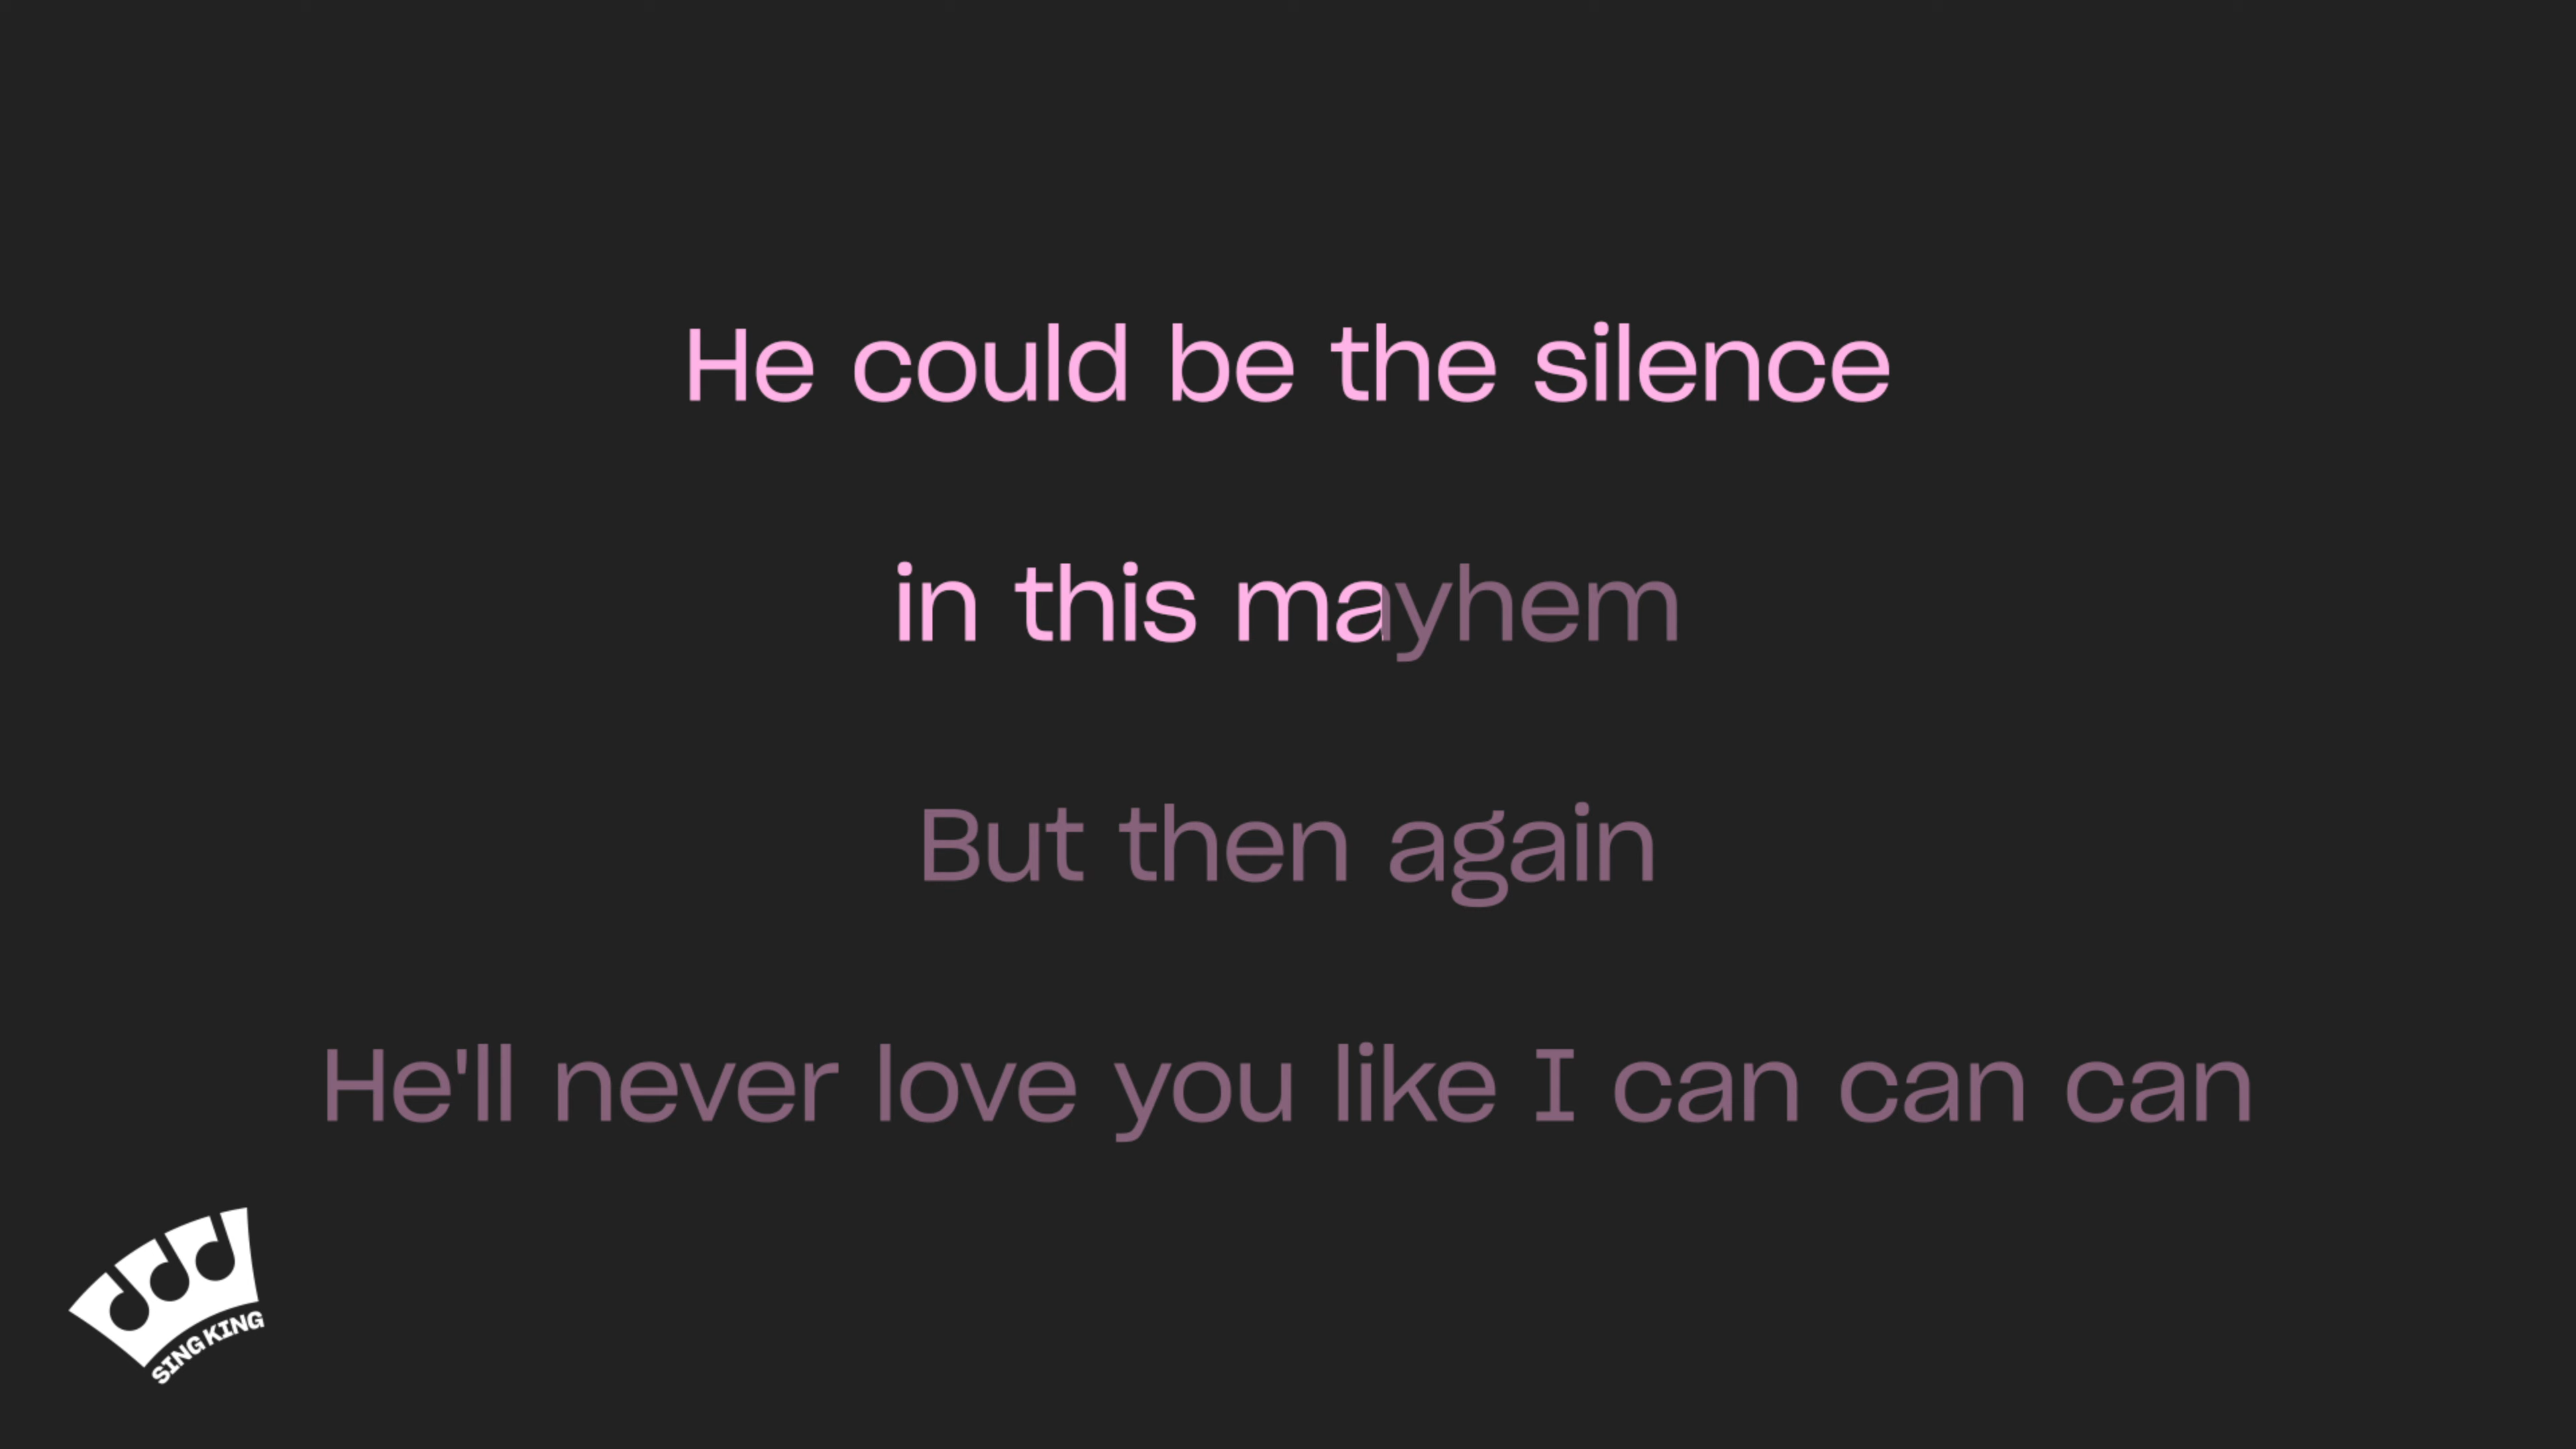 He could be the silence
in this mayhem
But then again
He'll never love you like I can can can
SING KING